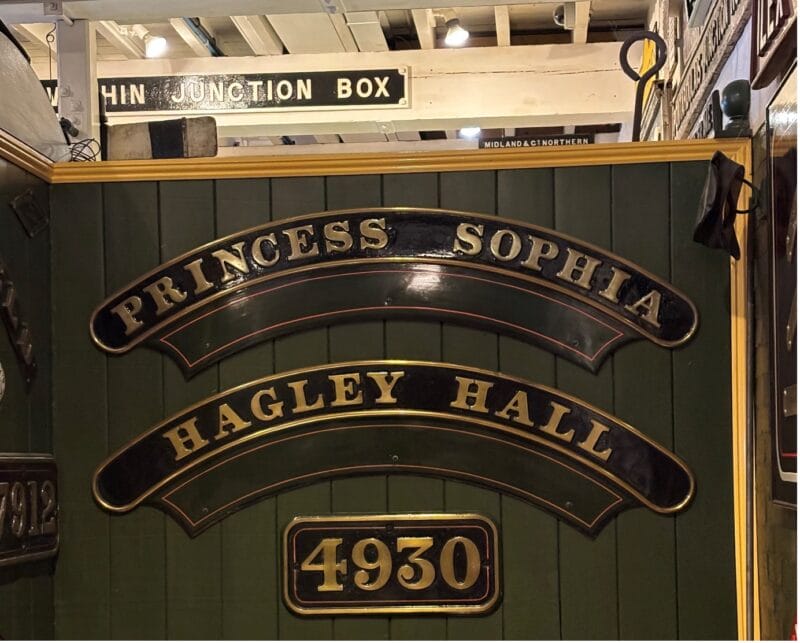 HIN JUNCTION BOX
MIDLAND & GT NORTHERN
PRINCESS SOPHIA
HAGLEY HALL
7912
4930